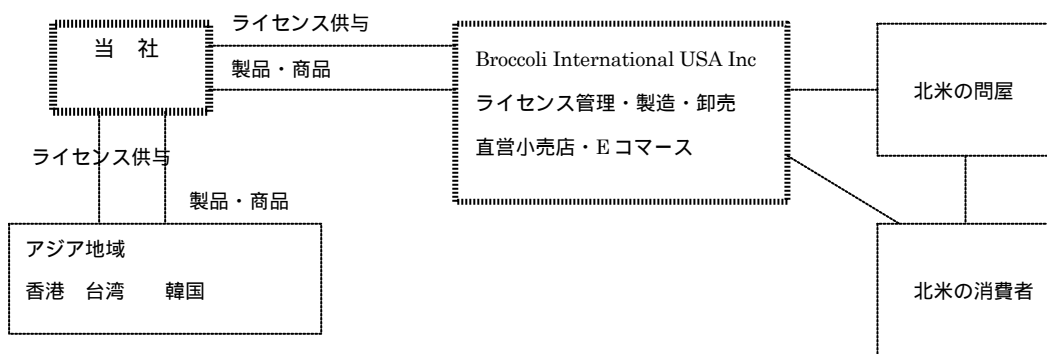 ライセンス供与
当　社
製品・商品
Broccoli International USA Inc
ライセンス管理・製造・卸売
直営小売店・Eコマース
北米の問屋
ライセンス供与
製品・商品
アジア地域
香港　台湾　　韓国
北米の消費者